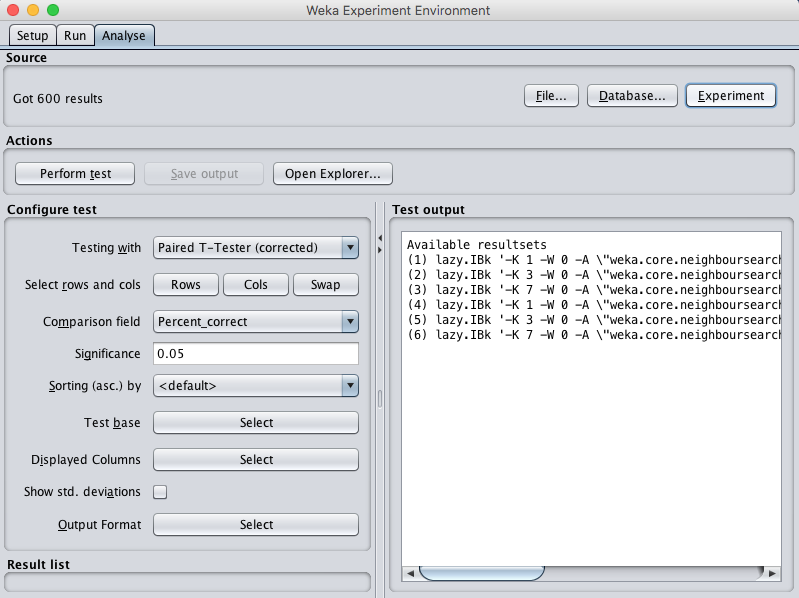 Weka Experiment Environment
Setup Run Analyse
Source
Got 600 results
File... Database... Experiment
Actions
Perform test Save output Open Explorer...
Configure test
Testing with Paired T-Tester (corrected)
Select rows and cols Rows Cols Swap
Comparison field Percent_correct
Significance 0.05
Sorting (asc.) by <default>
Test base Select
Displayed Columns Select
Show std. deviations
Output Format Select
Result list
Test output
Available resultsets
(1) lazy.IBk '-K 1 -W 0 -A \"weka.core.neighboursearch
(2) lazy.IBk '-K 3 -W 0 -A \"weka.core.neighboursearch
(3) lazy.IBk '-K 7 -W 0 -A \"weka.core.neighboursearch
(4) lazy.IBk '-K 1 -W 0 -A \"weka.core.neighboursearch
(5) lazy.IBk '-K 3 -W 0 -A \"weka.core.neighboursearch
(6) lazy.IBk '-K 7 -W 0 -A \"weka.core.neighboursearch